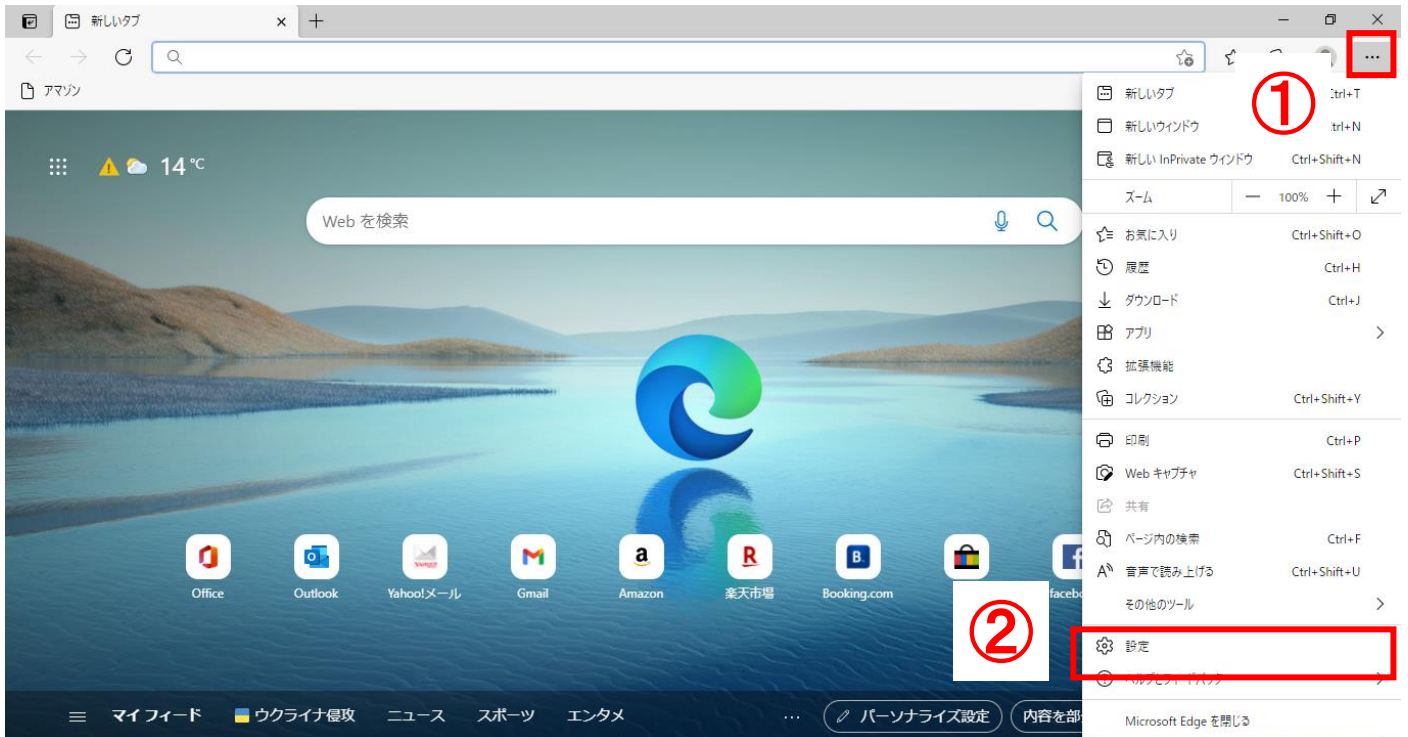 新しいタブ
アマゾン
14 ℃
Web を検索
①
新しいタブ Ctrl+T
新しいウィンドウ Ctrl+N
新しい InPrivate ウィンドウ Ctrl+Shift+N
ズーム 100%
お気に入り Ctrl+Shift+O
履歴 Ctrl+H
ダウンロード Ctrl+J
アプリ
拡張機能
コレクション Ctrl+Shift+Y
印刷 Ctrl+P
Web キャプチャ Ctrl+Shift+S
共有
ページ内の検索 Ctrl+F
音声で読み上げる Ctrl+Shift+U
その他のツール
②
設定
Microsoft Edge を閉じる
Office Outlook Yahoo!メール Gmail Amazon 楽天市場 Booking.com facebo
マイ フィード ウクライナ侵攻 ニュース スポーツ エンタメ … パーソナライズ設定 内容を部